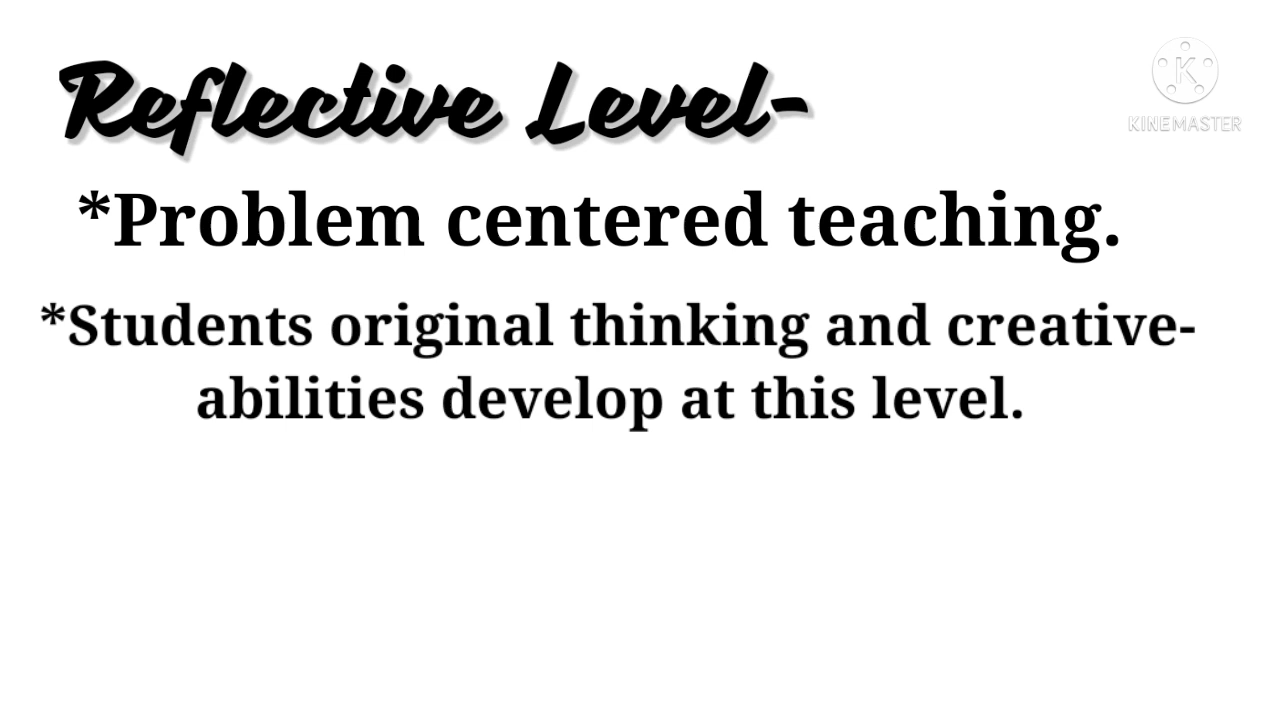 Reflective Level-
KINEMASTER
*Problem centered teaching.
*Students original thinking and creative-
abilities develop at this level.